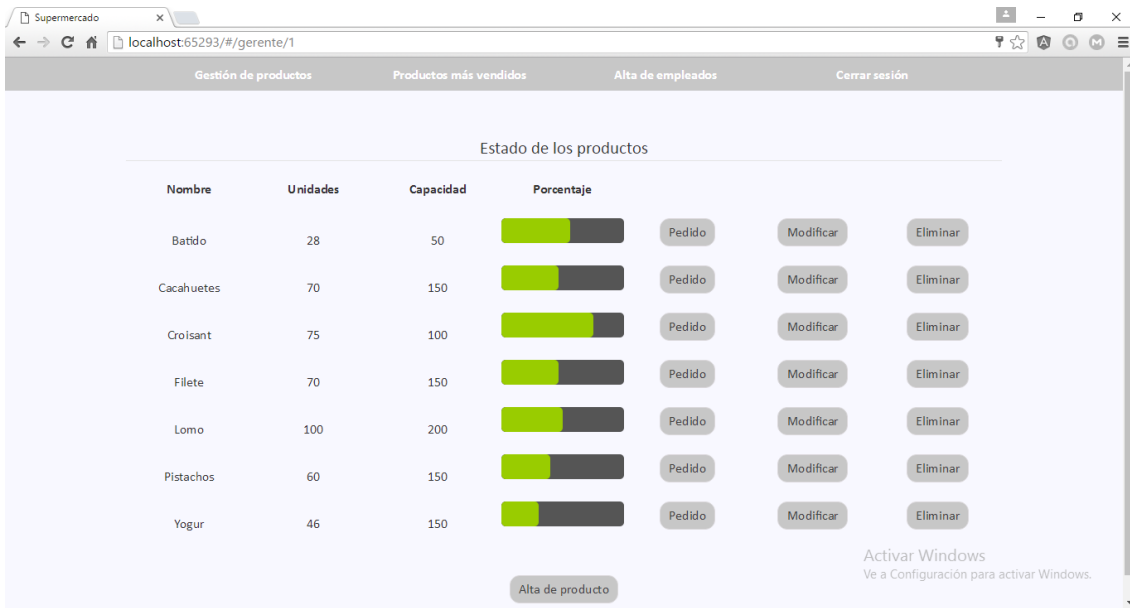 Supermercado
localhost:65293/#/gerente/1
Gestión de productos Productos más vendidos Alta de empleados Cerrar sesión
Estado de los productos
Nombre Unidades Capacidad Porcentaje
Batido 28 50 Pedido Modificar Eliminar
Cacahuetes 70 150 Pedido Modificar Eliminar
Croisant 75 100 Pedido Modificar Eliminar
Filete 70 150 Pedido Modificar Eliminar
Lomo 100 200 Pedido Modificar Eliminar
Pistachos 60 150 Pedido Modificar Eliminar
Yogur 46 150 Pedido Modificar Eliminar
Activar Windows
Ve a Configuración para activar Windows.
Alta de producto